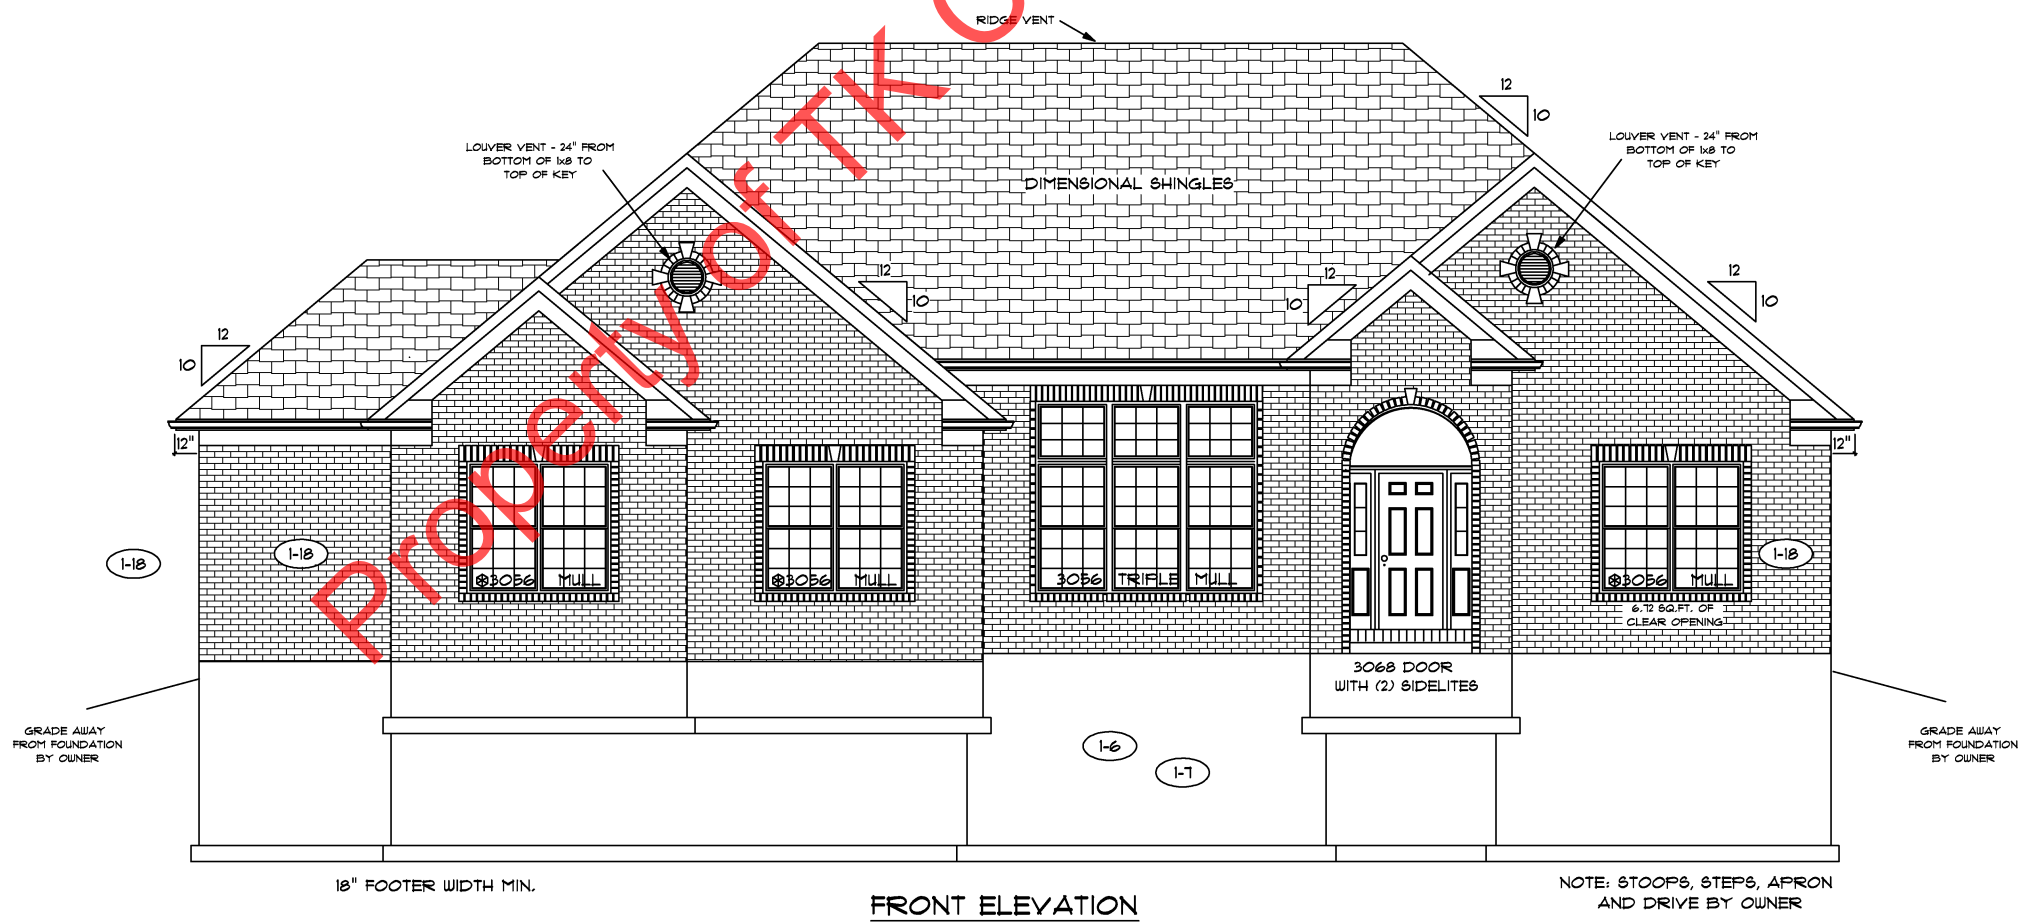 RIDGE VENT
12
10
LOUVER VENT - 24" FROM
BOTTOM OF 1x8 TO
TOP OF KEY
LOUVER VENT - 24" FROM
BOTTOM OF 1x8 TO
TOP OF KEY
DIMENSIONAL SHINGLES
Property of TK
12
10
12
10
12
10
12
10
12"
12"
1-18
1-18
1-18
3056 MULL
3056 MULL
3056 TRIPLE MULL
3056 MULL
6.72 SQ.FT. OF
CLEAR OPENING
3068 DOOR
WITH (2) SIDELITES
GRADE AWAY
FROM FOUNDATION
BY OWNER
GRADE AWAY
FROM FOUNDATION
BY OWNER
1-6
1-7
18" FOOTER WIDTH MIN.
FRONT ELEVATION
NOTE: STOOPS, STEPS, APRON
AND DRIVE BY OWNER